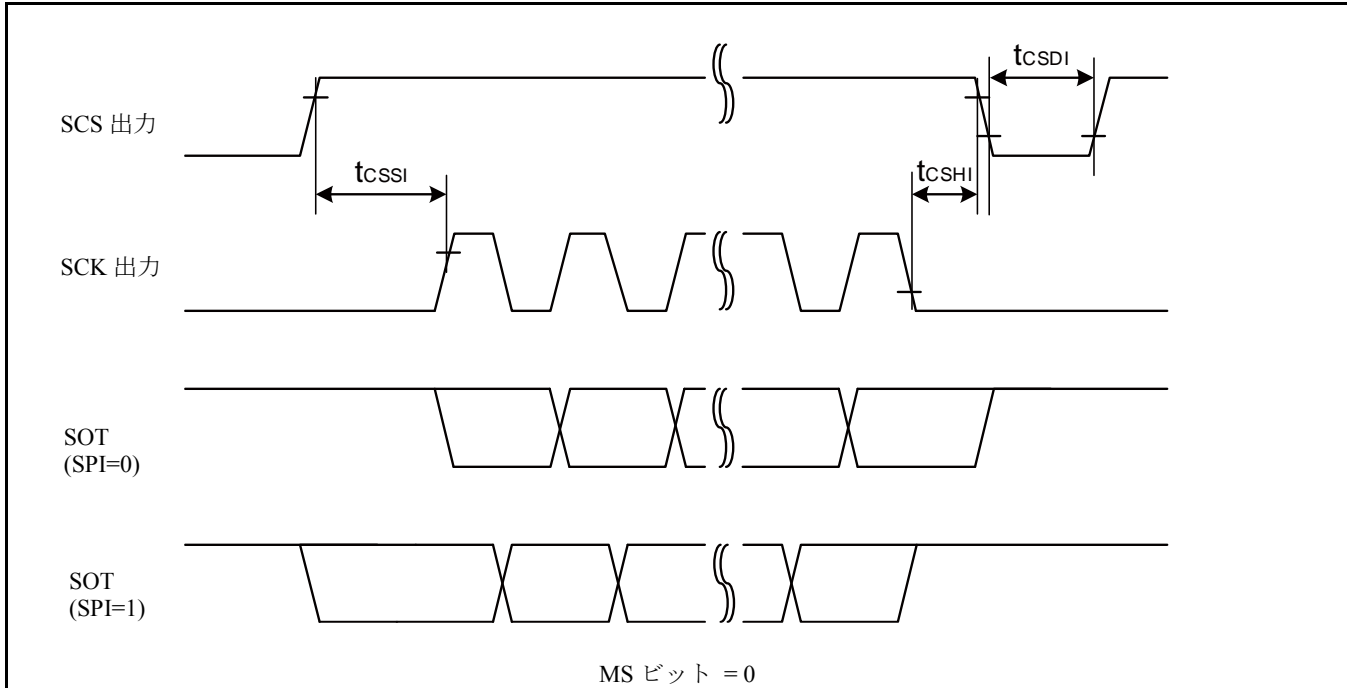 tCSDI
SCS 出力
tCSSI
tCSHI
SCK 出力
SOT
(SPI=0)
SOT
(SPI=1)
MS ビット = 0